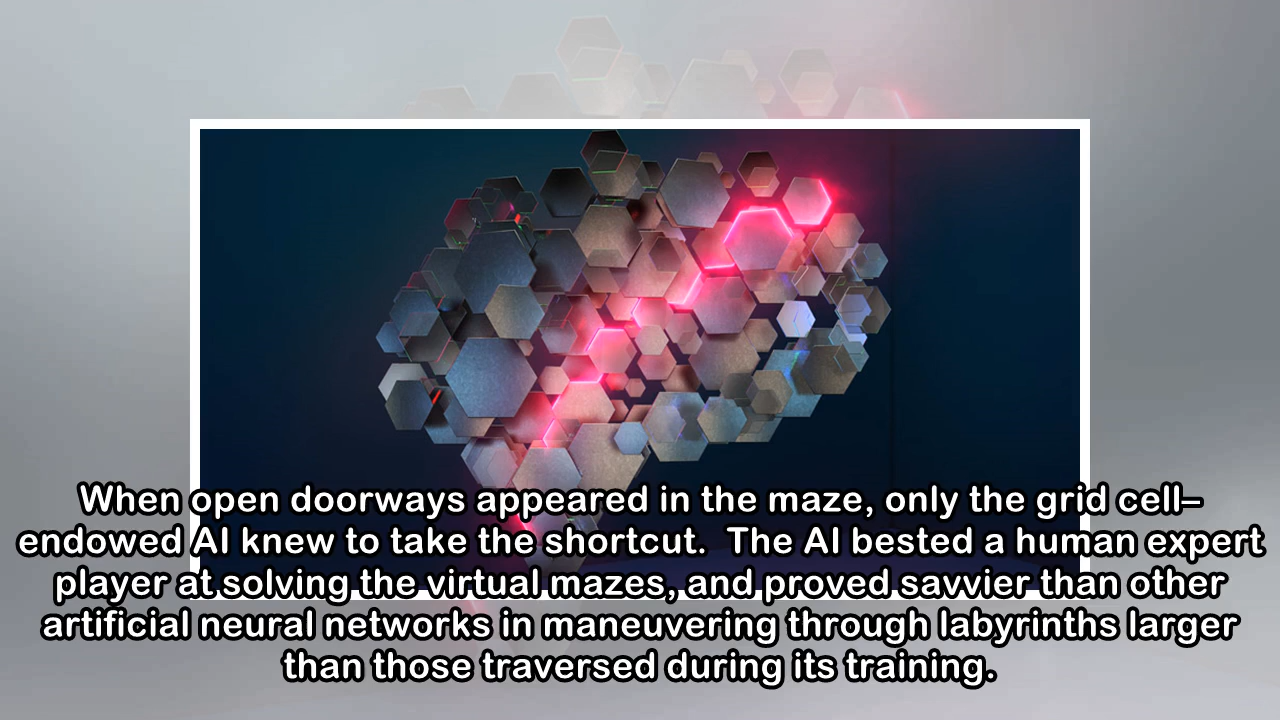 When open doorways appeared in the maze, only the grid cell–
endowed AI knew to take the shortcut.  The AI bested a human expert
player at solving the virtual mazes, and proved savvier than other
artificial neural networks in maneuvering through labyrinths larger
than those traversed during its training.